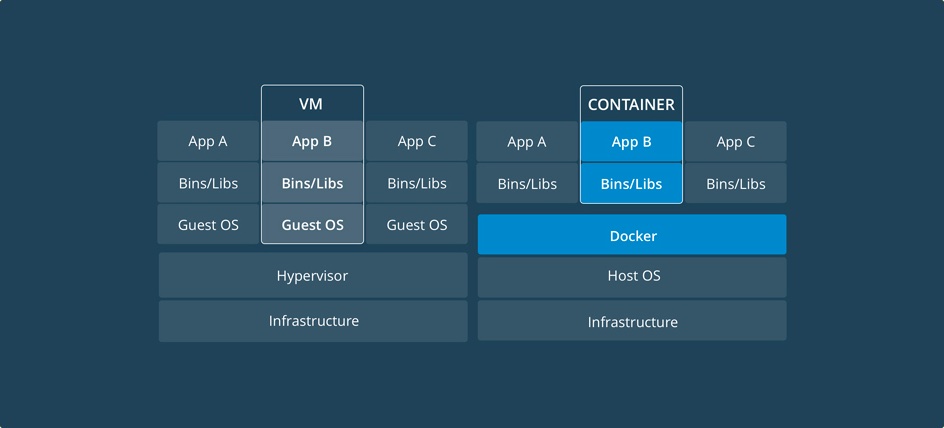 VM
App A App B App C
Bins/Libs Bins/Libs Bins/Libs
Guest OS Guest OS Guest OS
Hypervisor
Infrastructure
CONTAINER
App A App B App C
Bins/Libs Bins/Libs Bins/Libs
Docker
Host OS
Infrastructure